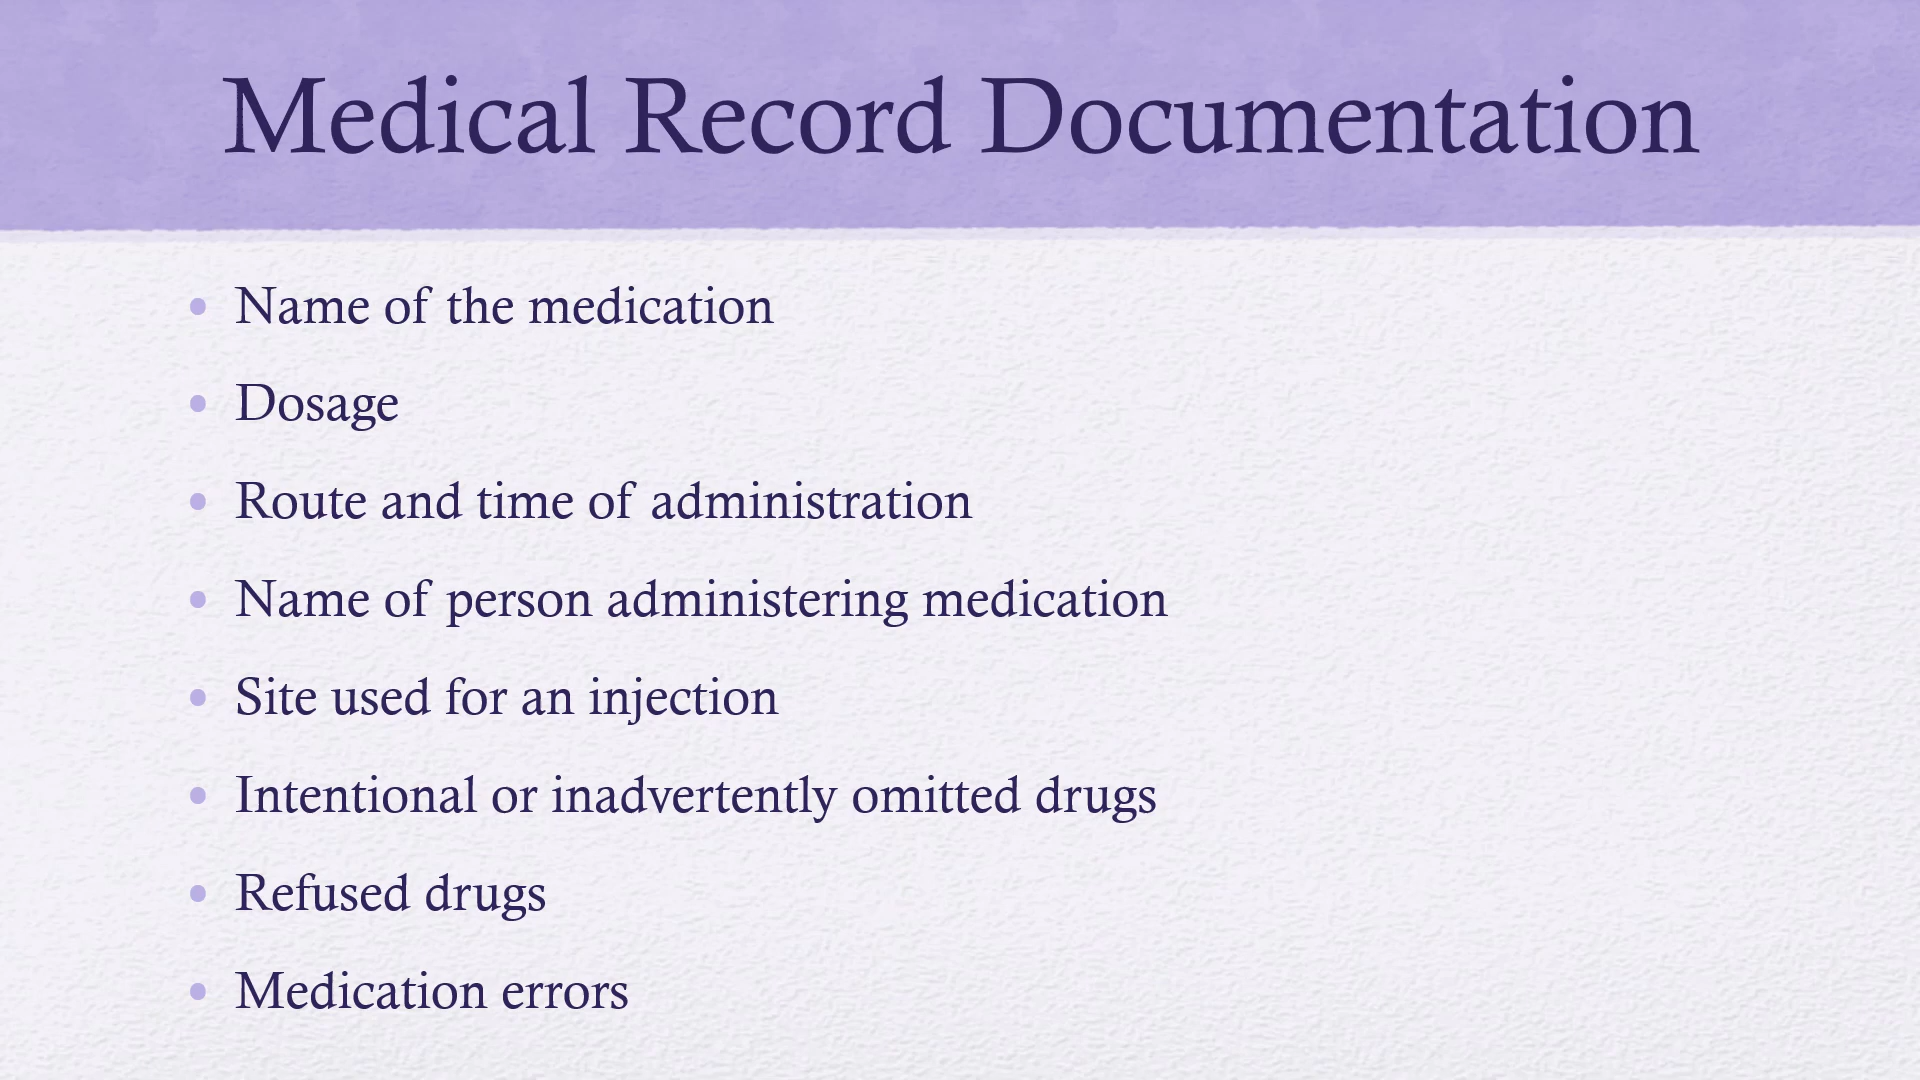 Medical Record Documentation
• Name of the medication
• Dosage
• Route and time of administration
• Name of person administering medication
• Site used for an injection
• Intentional or inadvertently omitted drugs
• Refused drugs
• Medication errors